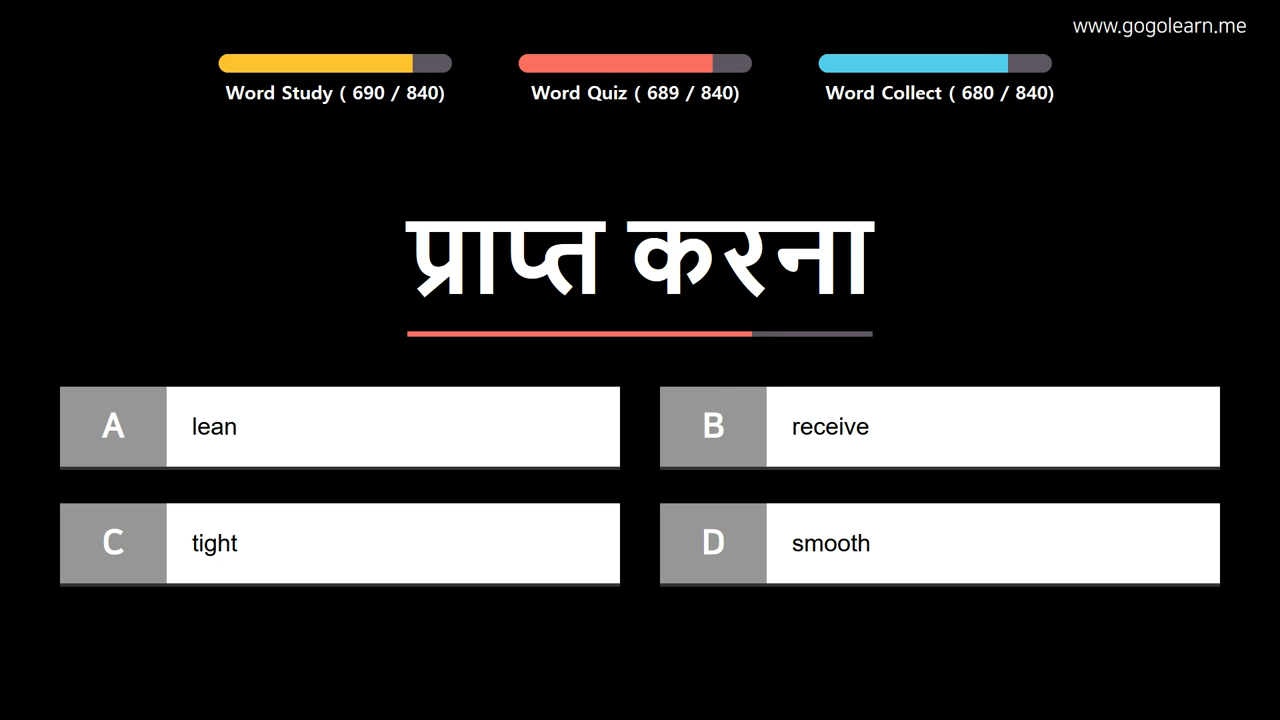 www.gogolearn.me
Word Study ( 690 / 840)
Word Quiz ( 689 / 840)
Word Collect ( 680 / 840)
प्राप्त करना
A
lean
B
receive
C
tight
D
smooth